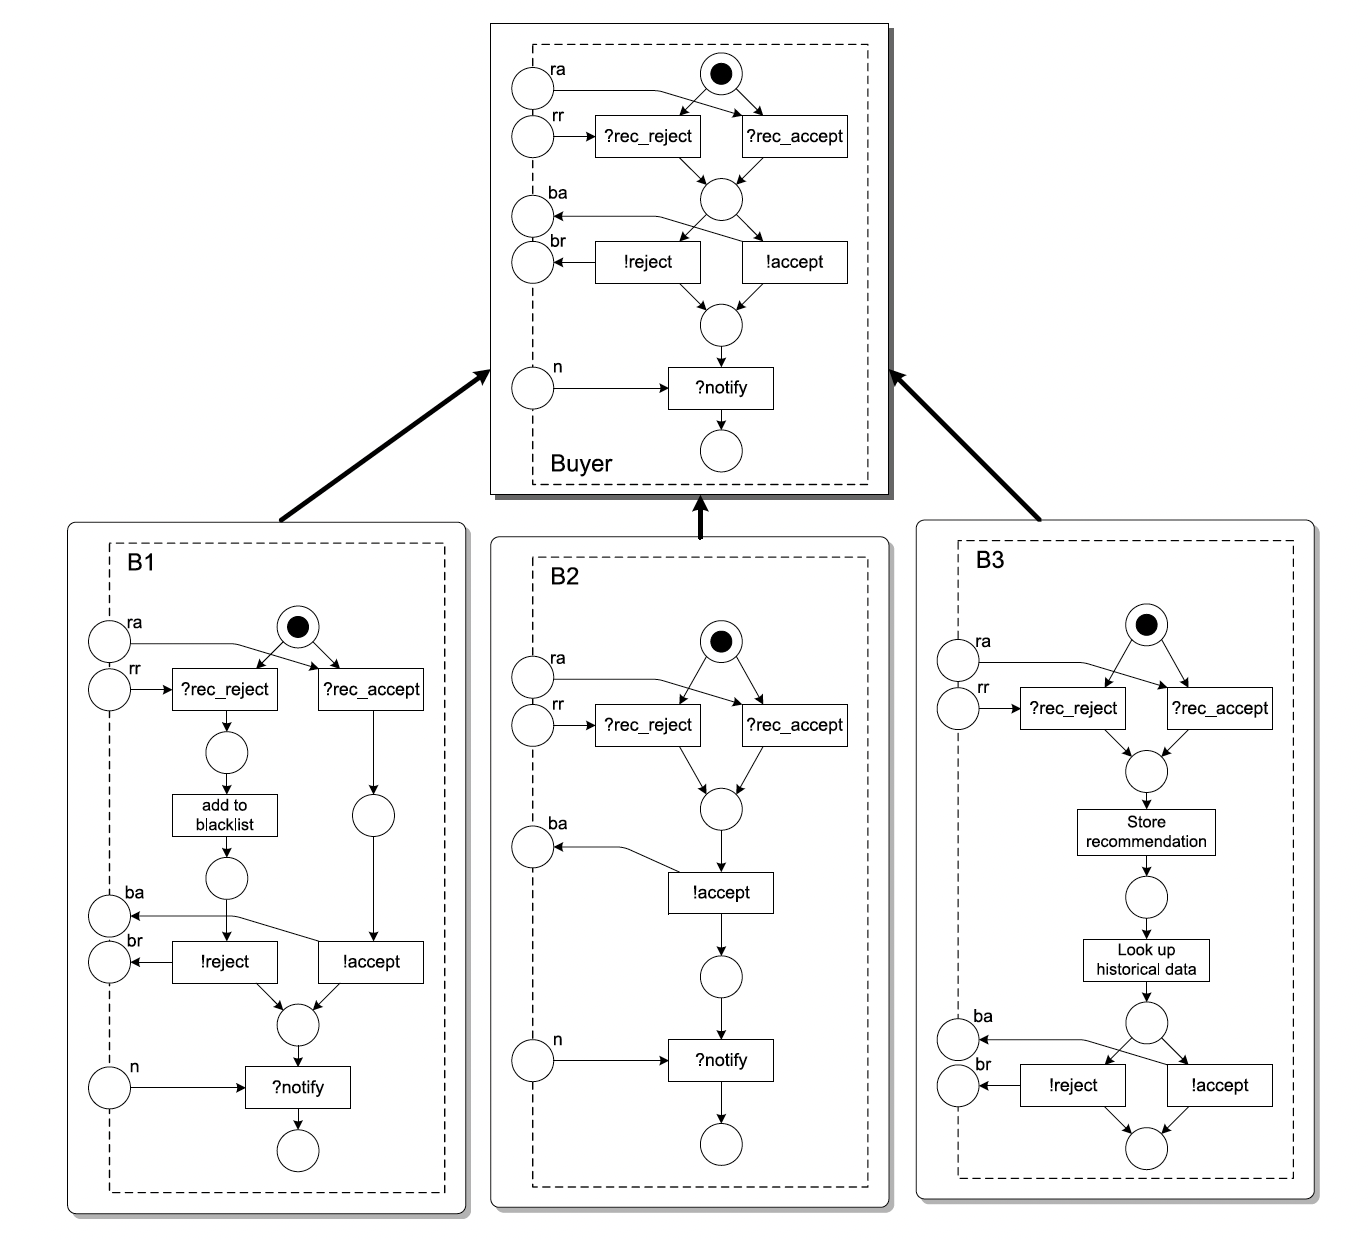 ra
rr
?rec_reject
?rec_accept
ba
br
!reject
!accept
n
?notify
Buyer
B1
ra
rr
?rec_reject
?rec_accept
add to
blacklist
ba
br
!reject
!accept
n
?notify
B2
ra
rr
?rec_reject
?rec_accept
ba
!accept
n
?notify
B3
ra
rr
?rec_reject
?rec_accept
Store
recommendation
Look up
historical data
ba
br
!reject
!accept